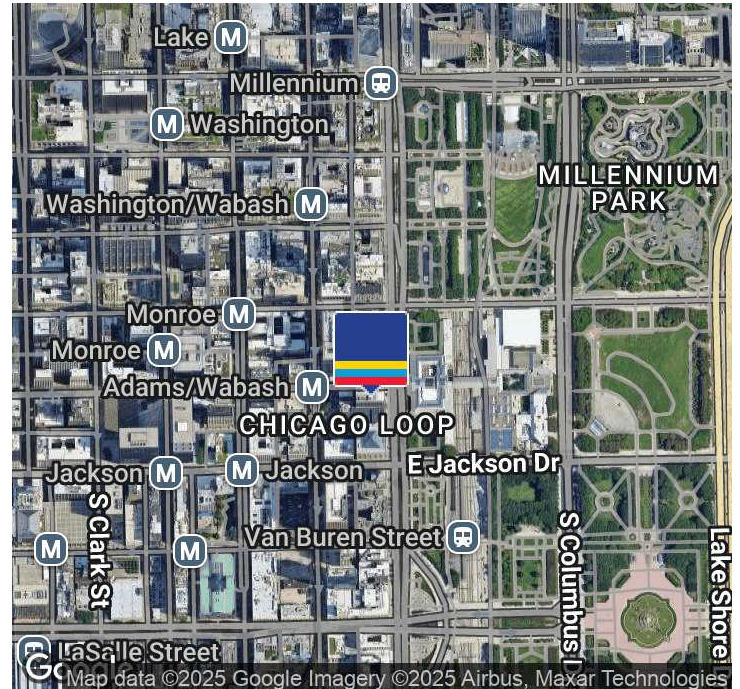 Lake M
Millennium
M Washington
MILLENNIUM
PARK
Washington/Wabash M
Monroe M
Monroe M
Adams/Wabash M
CHICAGO LOOP
E Jackson Dr
Jackson M
M Jackson
S Clark St
Van Buren Street
M
M
S Columbus D
Lake Shore
LaSalle Street
Google
Map data ©2025 Google Imagery ©2025 Airbus, Maxar Technologies